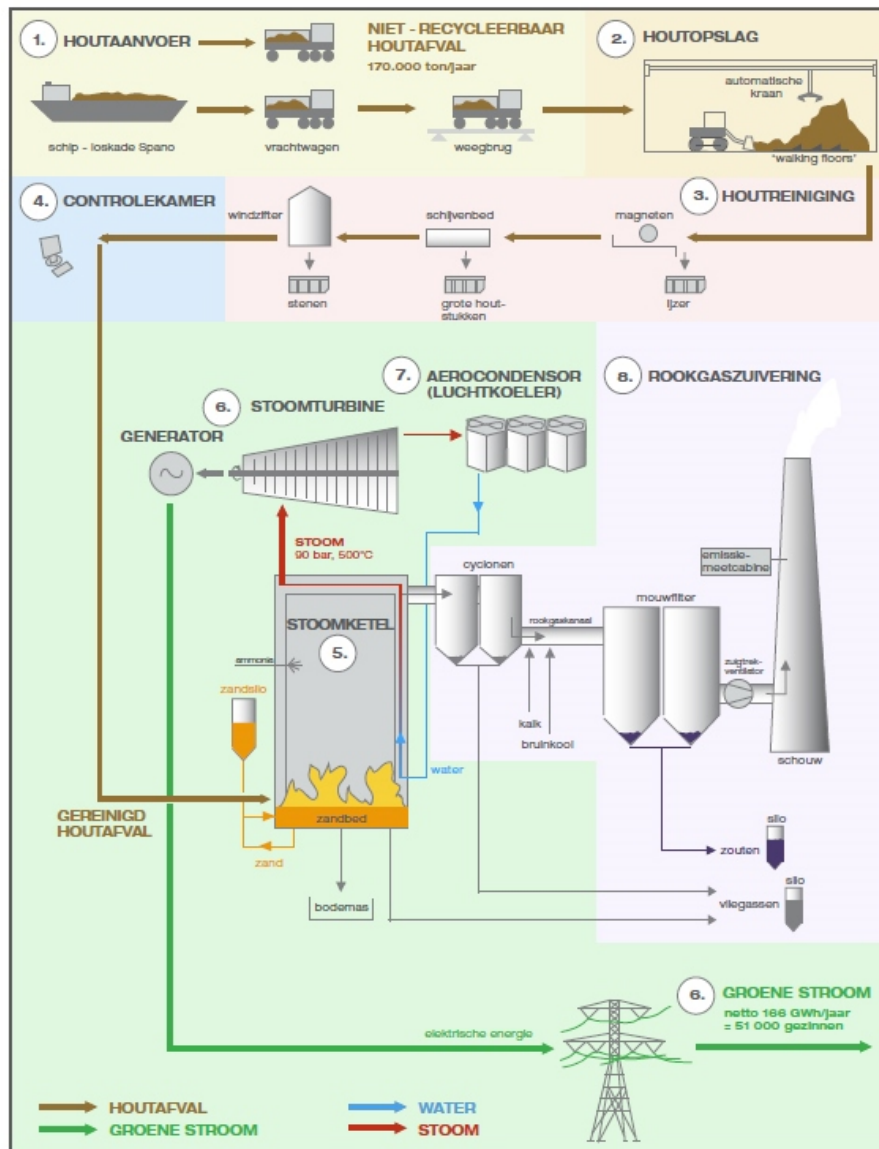 1. HOUTAANVOER
NIET - RECYCLEERBAAR
HOUTAFVAL
170.000 ton/jaar
schip - loskade Spano
vrachtwagen
weegbrug
2. HOUTOPSLAG
automatische
kraan
"walking floors"
3. HOUTREINIGING
magneten
ijzer
schijvenbed
grote hout-
stukken
windzifter
stenen
4. CONTROLEKAMER
7. AEROCONDENSOR
(LUCHTKOELER)
6. STOOMTURBINE
GENERATOR
STOOM
90 bar, 500°C
STOOMKETEL
5.
ammonia
zandsilo
water
GEREINIGD
HOUTAFVAL
zandbed
zand
bodemas
8. ROOKGASZUIVERING
cyclonen
rookgaskanaal
kalk
bruinkool
mouwfilter
zuigtrek-
ventilator
emissie-
meetcabine
schouw
silo
zouten
silo
vliegassen
elektrische energie
6. GROENE STROOM
netto 166 GWh/jaar
= 51 000 gezinnen
HOUTAFVAL
WATER
GROENE STROOM
STOOM